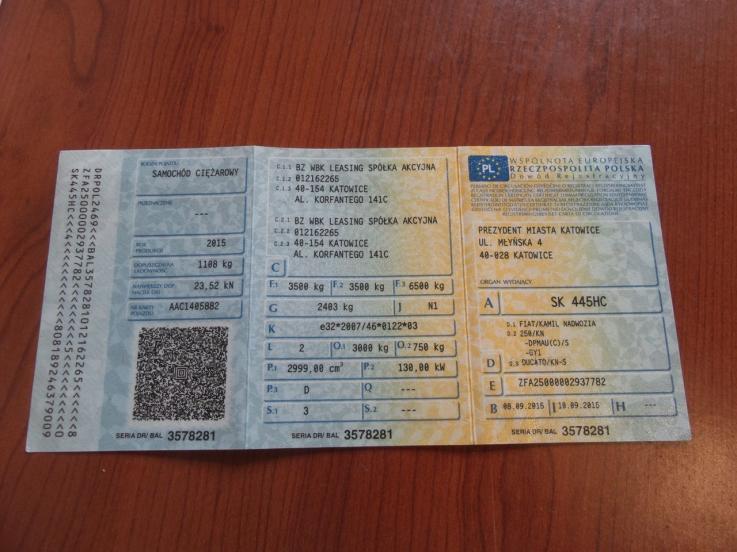 RODZAJ POJAZDU
SAMOCHÓD CIĘŻAROWY
PRZEZNACZENIE
---
ROK PRODUKCJI
2015
DOPUSZCZALNA ŁADOWNOŚĆ
1108 kg
NAJWIĘKSZY DOP. NACISK OSI
23,52 kN
NR KARTY POJAZDU
AAC1405882
SERIA DR/ BAL 3578281
C.1.1 BZ WBK LEASING SPÓŁKA AKCYJNA
C.1.2 012162265
C.1.3 40-154 KATOWICE
AL. KORFANTEGO 141C
C.2.1 BZ WBK LEASING SPÓŁKA AKCYJNA
C.2.2 012162265
C.2.3 40-154 KATOWICE
AL. KORFANTEGO 141C
C
F.1 3500 kg F.2 3500 kg F.3 6500 kg
G 2403 kg J N1
K e32*2007/46*0122*03
L 2 O.1 3000 kg O.2 750 kg
P.1 2999,00 cm³ P.2 130,00 kW
P.3 D Q ---
S.1 3 S.2 ---
SERIA DR/ BAL 3578281
PL
WSPÓLNOTA EUROPEJSKA
RZECZPOSPOLITA POLSKA
Dowód Rejestracyjny
PREZYDENT MIASTA KATOWICE
UL. MŁYŃSKA 4
40-028 KATOWICE
ORGAN WYDAJĄCY
A SK 445HC
D.1 FIAT/KAMIL NADWOZIA
D.2 250/KN
-DPMAU(C)/S
-GY1
D D.3 DUCATO/KN-S
E ZFA25000002937782
B 08.09.2015 I 10.09.2015 H ---
SERIA DR/ BAL 3578281